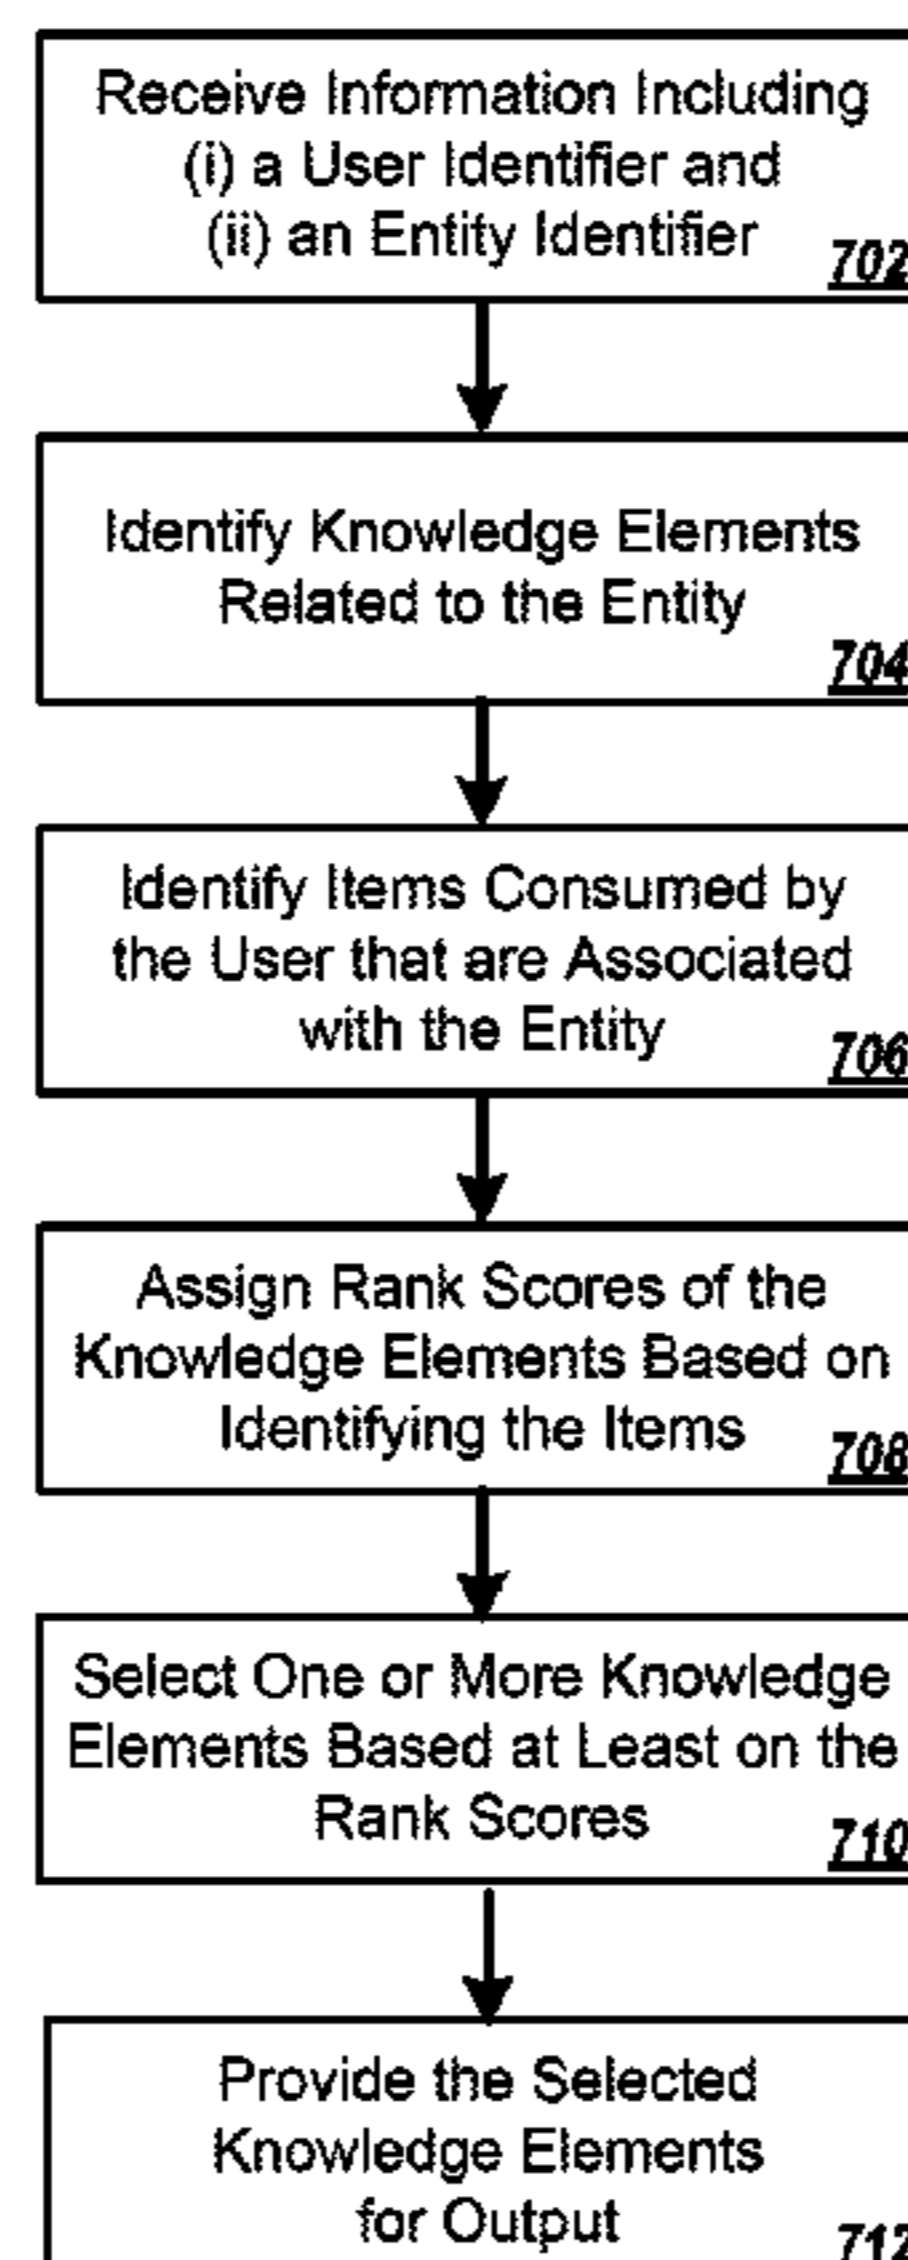 Receive Information Including
(i) a User Identifier and
(ii) an Entity Identifier
702
Identify Knowledge Elements
Related to the Entity
704
Identify Items Consumed by
the User that are Associated
with the Entity
706
Assign Rank Scores of the
Knowledge Elements Based on
Identifying the Items
708
Select One or More Knowledge
Elements Based at Least on the
Rank Scores
710
Provide the Selected
Knowledge Elements
for Output
712